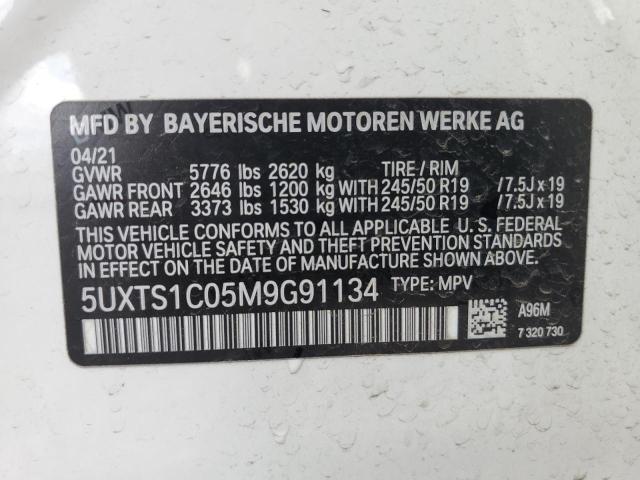 MFD BY BAYERISCHE MOTOREN WERKE AG
04/21
GVWR 5776 lbs 2620 kg TIRE / RIM
GAWR FRONT 2646 lbs 1200 kg WITH 245/50 R19 /7.5J x 19
GAWR REAR 3373 lbs 1530 kg WITH 245/50 R19 /7.5J x 19
THIS VEHICLE CONFORMS TO ALL APPLICABLE U. S. FEDERAL
MOTOR VEHICLE SAFETY AND THEFT PREVENTION STANDARDS
IN EFFECT ON THE DATE OF MANUFACTURE SHOWN ABOVE.
5UXTS1C05M9G91134 TYPE: MPV
A96M
7 320 730